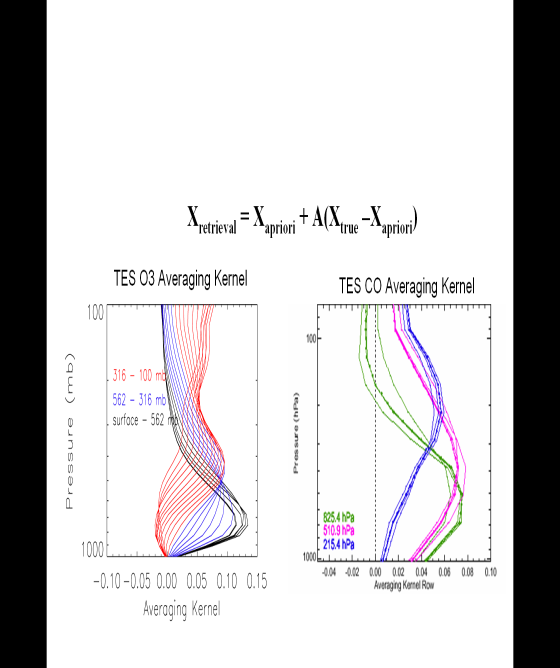 Xretrieval = Xapriori + A(Xtrue –Xapriori)
TES O3 Averaging Kernel
TES CO Averaging Kernel
100
316 – 100 mb
562 – 316 mb
surface – 562 mb
Pressure (mb)
1000
-0.10 -0.05 0.00 0.05 0.10 0.15
Averaging Kernel
100
Pressure (hPa)
825.4 hPa
510.9 hPa
215.4 hPa
1000
-0.04 -0.02 0.00 0.02 0.04 0.06 0.08 0.10
Averaging Kernel Row